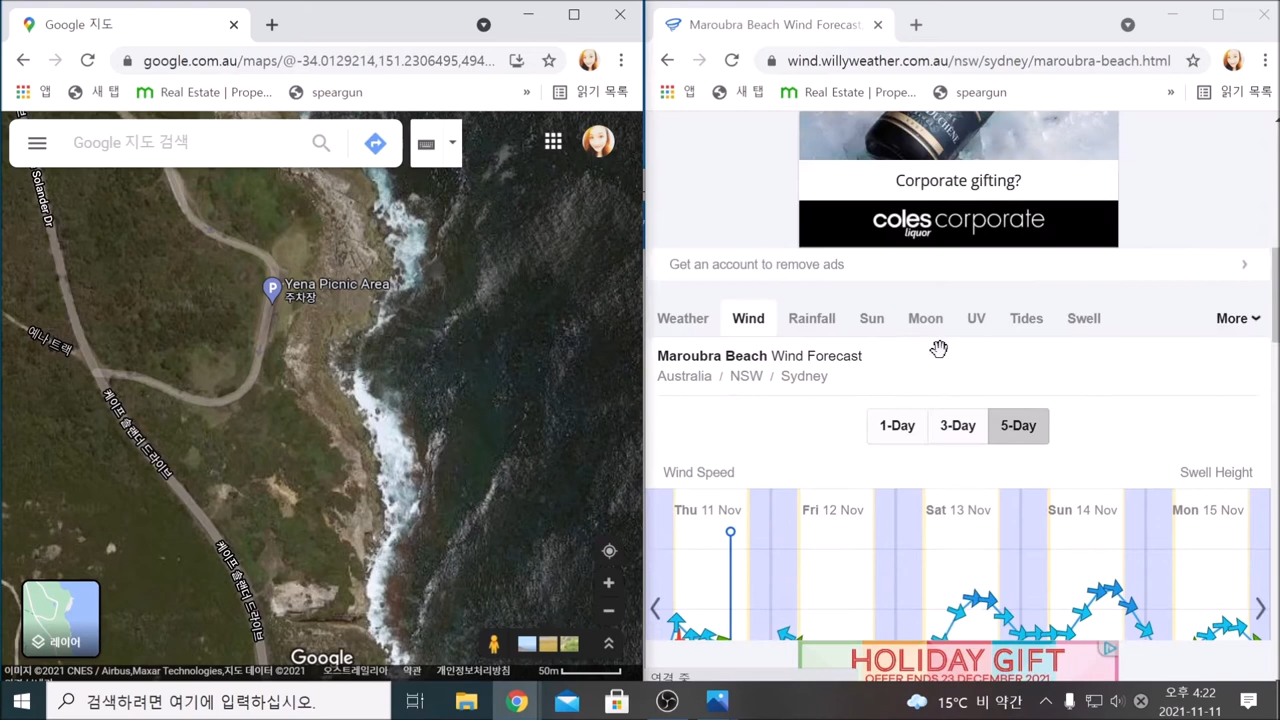 Google 지도
google.com.au/maps/@-34.0129214,151.2306495,494...
앱
새 탭
Real Estate | Prope...
speargun
»
읽기 목록
Google 지도 검색
Solander Dr
Yena Picnic Area
주차장
예나 트랙
케이프 솔랜더 드라이브
케이프 솔랜더 드라이브
레이어
Google
이미지 ©2021 CNES / Airbus,Maxar Technologies,지도 데이터 ©2021 오스트레일리아 약관 개인정보처리방침 50m
Maroubra Beach Wind Forecast
wind.willyweather.com.au/nsw/sydney/maroubra-beach.html
앱
새 탭
Real Estate | Prope...
speargun
»
읽기 목록
Corporate gifting?
coles corporate
liquor
Get an account to remove ads
Weather Wind Rainfall Sun Moon UV Tides Swell More
Maroubra Beach Wind Forecast
Australia / NSW / Sydney
1-Day 3-Day 5-Day
Wind Speed Swell Height
Thu 11 Nov Fri 12 Nov Sat 13 Nov Sun 14 Nov Mon 15 Nov
HOLIDAY GIFT
OFFER ENDS 23 DECEMBER 2021
연결 중
검색하려면 여기에 입력하십시오.
15°C 비 약간
오후 4:22
2021-11-11